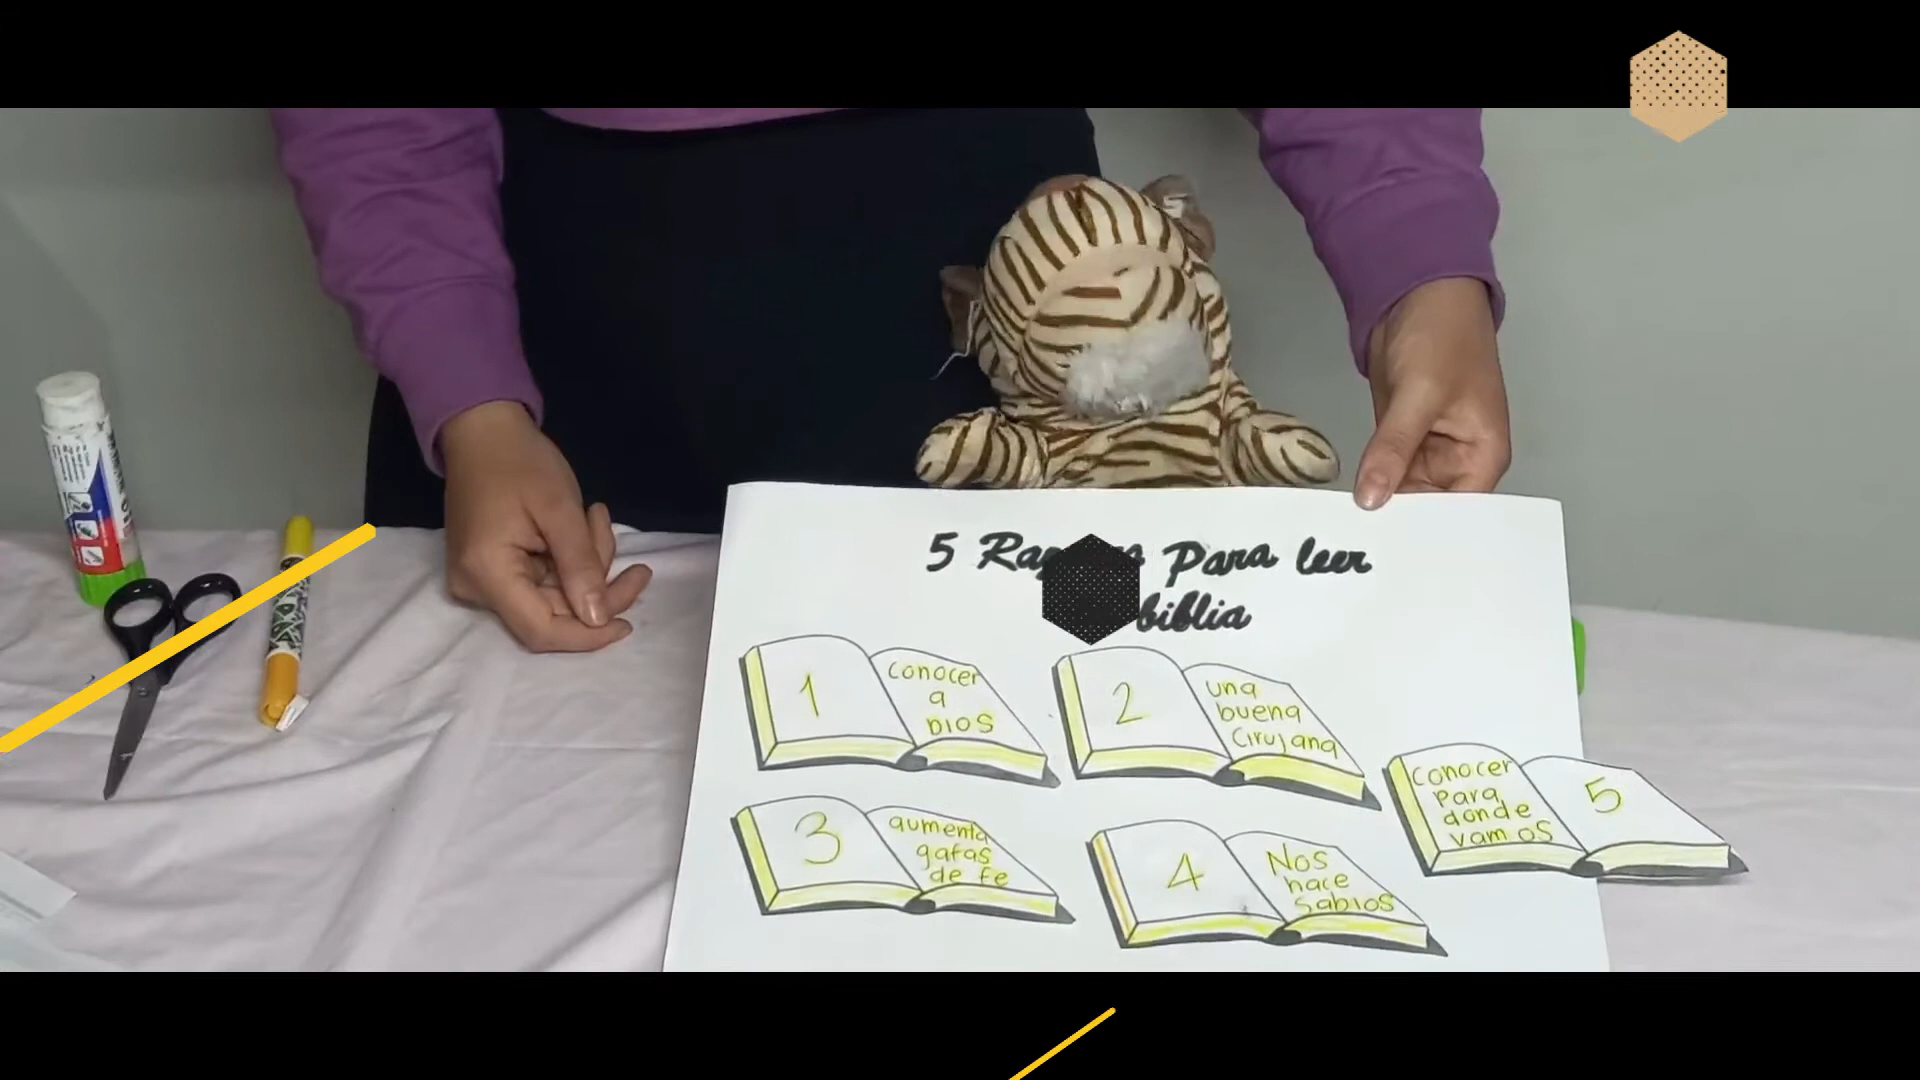 5 Para leer
biblia
1
conocer
a
DIOS
2
una
buena
Cirujana
3
aumenta
gafas
de fe
4
Nos
hace
sabios
conocer
para
donde
vamos
5